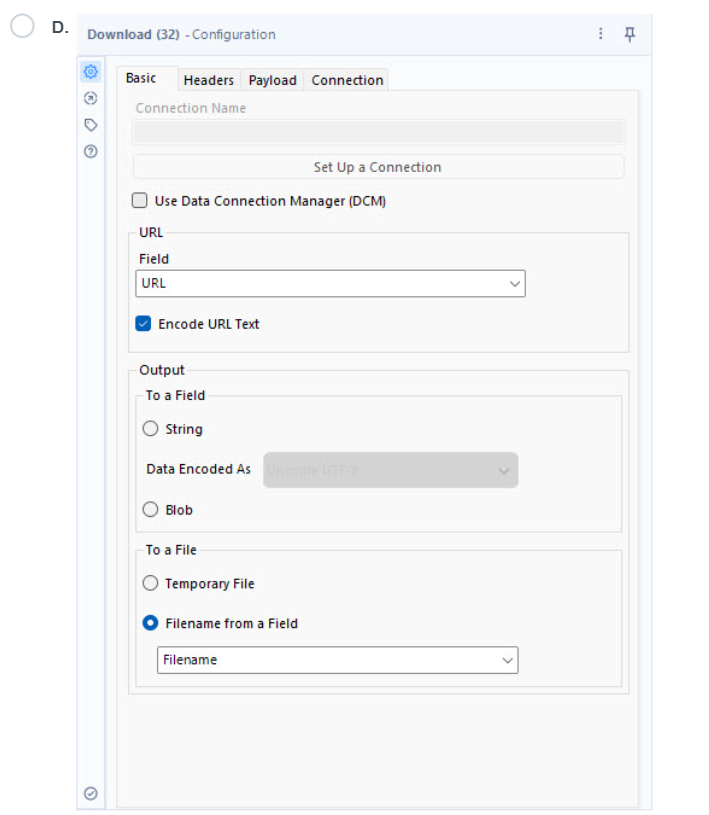 D.
Download (32) - Configuration
Basic Headers Payload Connection
Connection Name
Set Up a Connection
Use Data Connection Manager (DCM)
URL
Field
URL
Encode URL Text
Output
To a Field
String
Data Encoded As Unicode UTF-8
Blob
To a File
Temporary File
Filename from a Field
Filename